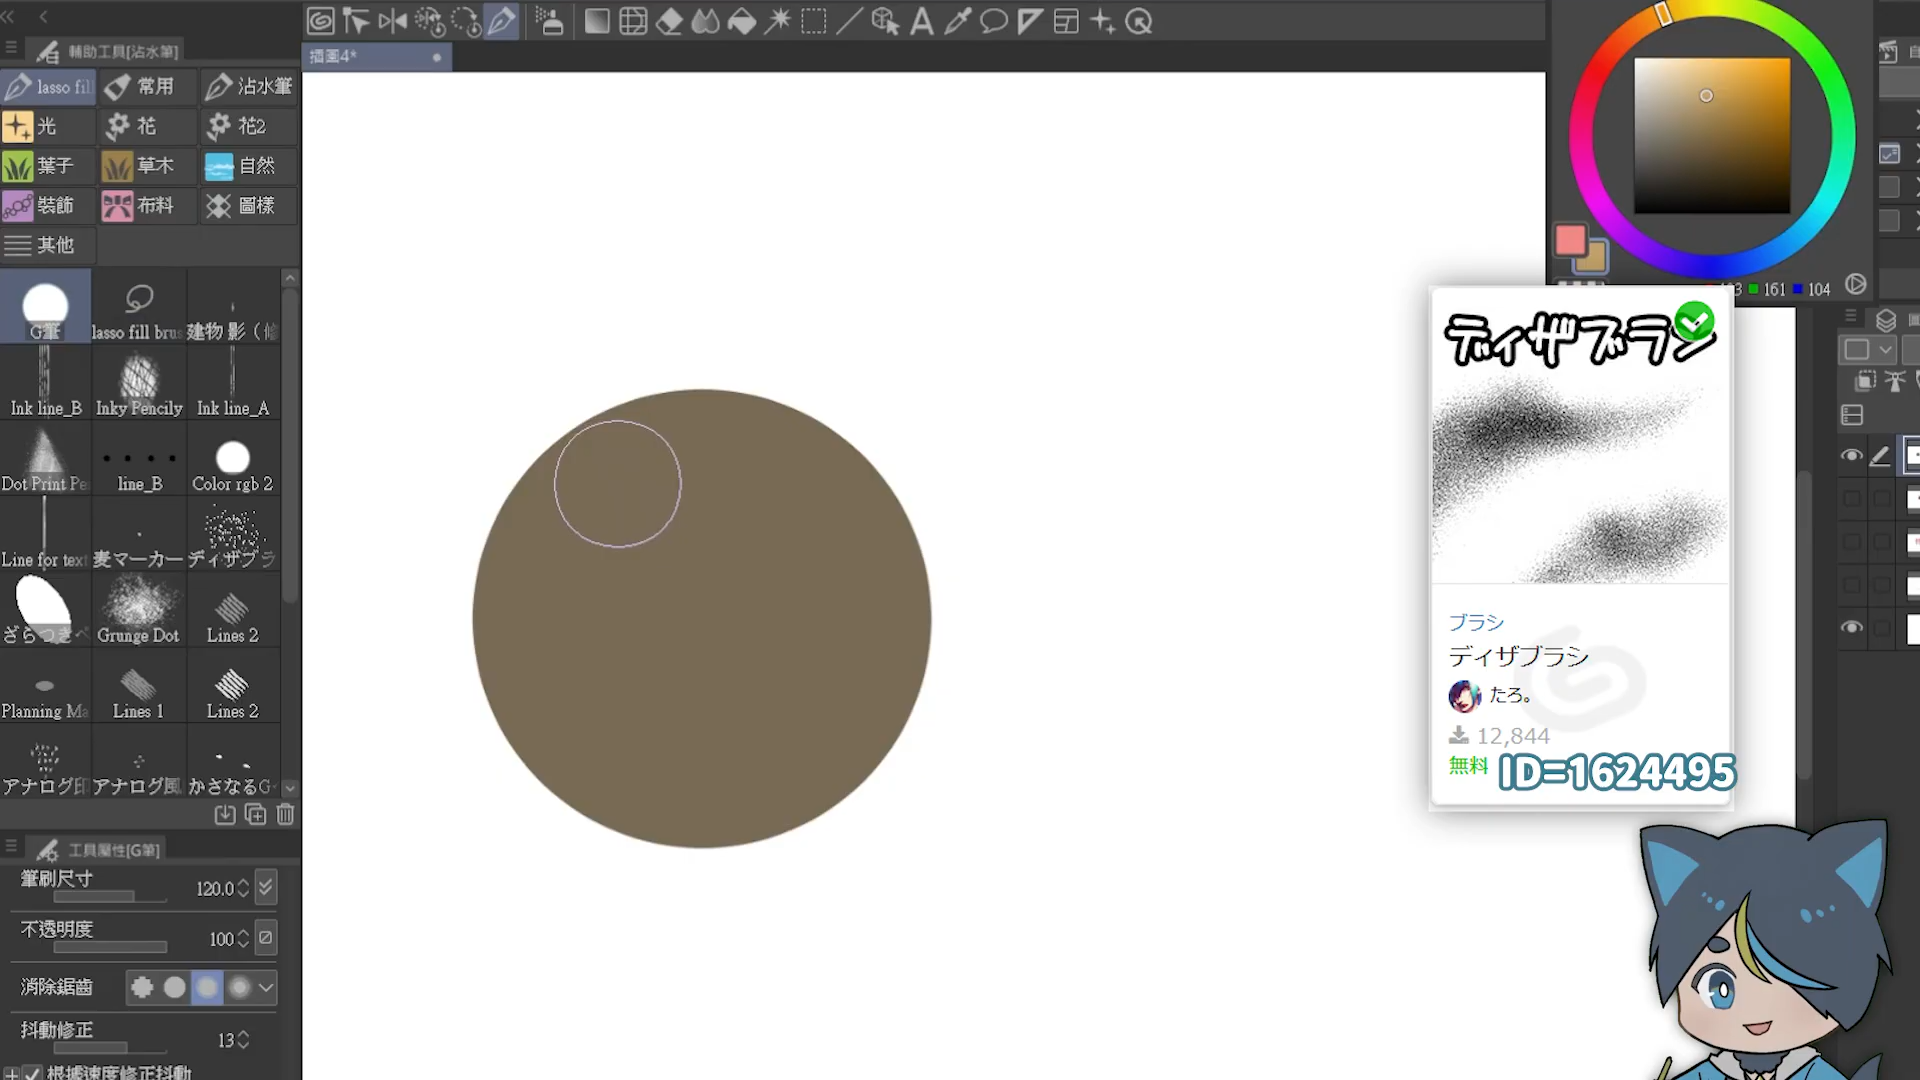 輔助工具[沾水筆]
插圖4*
lasso fil
常用
沾水筆
光
花
花2
葉子
草木
自然
裝飾
布料
圖樣
其他
G筆
lasso fill bru
建物 影（修
Ink line_B
Inky Pencily
Ink line_A
Dot Print Pe
line_B
Color rgb 2
Line for text
麦マーカー
ディザブラ
ざらつきペ
Grunge Dot
Lines 2
Planning Ma
Lines 1
Lines 2
アナログ印
アナログ風
かさなるG
工具屬性[G筆]
筆刷尺寸
120.0
不透明度
100
消除鋸齒
抖動修正
13
根據速度修正抖動
161
104
ディザブラシ
ブラシ
ディザブラシ
たろ。
12,844
無料
ID=1624495